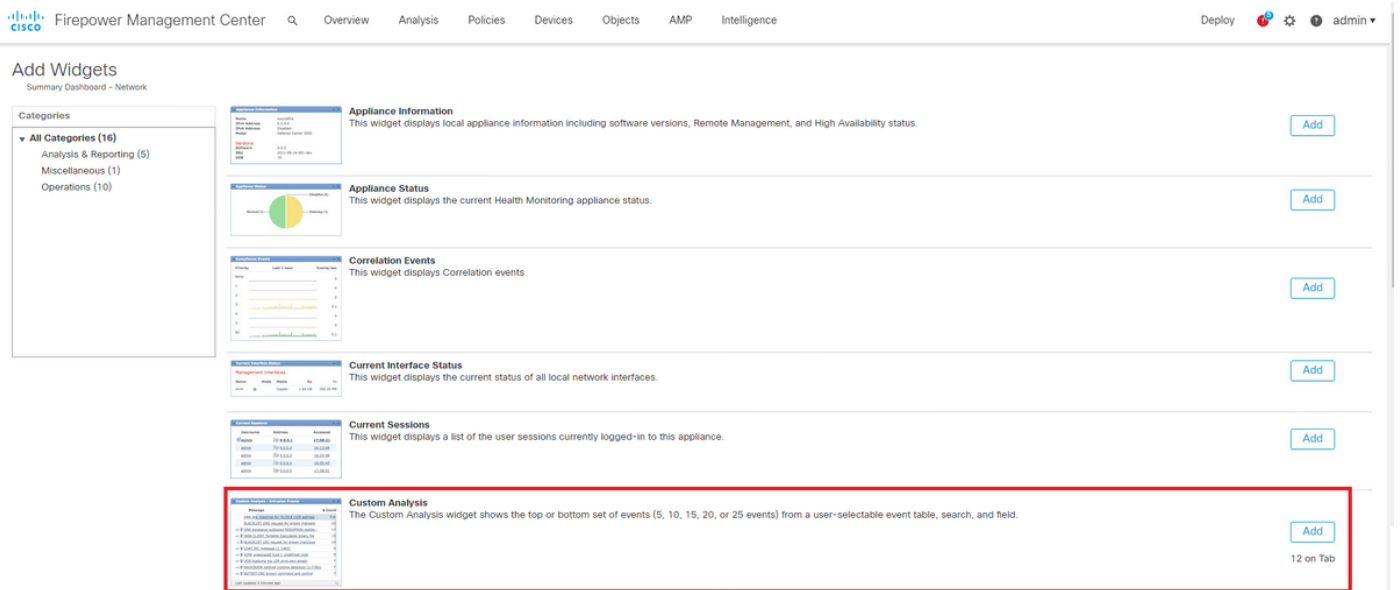 cisco Firepower Management Center Overview Analysis Policies Devices Objects AMP Intelligence Deploy 5 ? admin
Add Widgets
Summary Dashboard - Network
Categories
All Categories (16)
Analysis & Reporting (5)
Miscellaneous (1)
Operations (10)
Appliance Information
This widget displays local appliance information including software versions, Remote Management, and High Availability status.
Add
Appliance Status
This widget displays the current Health Monitoring appliance status.
Add
Correlation Events
This widget displays Correlation events
Add
Current Interface Status
This widget displays the current status of all local network interfaces.
Add
Current Sessions
This widget displays a list of the user sessions currently logged-in to this appliance.
Add
Custom Analysis
The Custom Analysis widget shows the top or bottom set of events (5, 10, 15, 20, or 25 events) from a user-selectable event table, search, and field.
Add
12 on Tab